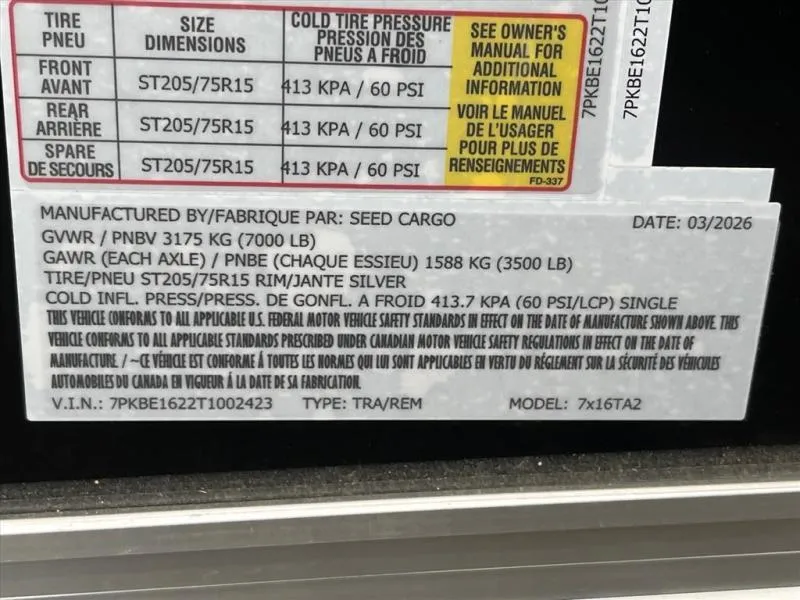 TIRE PNEU SIZE DIMENSIONS COLD TIRE PRESSURE PRESSION DES PNEUS A FROID
FRONT AVANT ST205/75R15 413 KPA / 60 PSI
REAR ARRIÈRE ST205/75R15 413 KPA / 60 PSI
SPARE DE SECOURS ST205/75R15 413 KPA / 60 PSI
SEE OWNER'S
MANUAL FOR
ADDITIONAL
INFORMATION
VOIR LE MANUEL
DE L'USAGER
POUR PLUS DE
RENSEIGNEMENTS
FD-337
7PKBE1622T10
7PKBE1622T10
MANUFACTURED BY/FABRIQUE PAR: SEED CARGO DATE: 03/2026
GVWR / PNBV 3175 KG (7000 LB)
GAWR (EACH AXLE) / PNBE (CHAQUE ESSIEU) 1588 KG (3500 LB)
TIRE/PNEU ST205/75R15 RIM/JANTE SILVER
COLD INFL. PRESS/PRESS. DE GONFL. A FROID 413.7 KPA (60 PSI/LCP) SINGLE
THIS VEHICLE CONFORMS TO ALL APPLICABLE U.S. FEDERAL MOTOR VEHICLE SAFETY STANDARDS IN EFFECT ON THE DATE OF MANUFACTURE SHOWN ABOVE. THIS
VEHICLE CONFORMS TO ALL APPLICABLE STANDARDS PRESCRIBED UNDER CANADIAN MOTOR VEHICLE SAFETY REGULATIONS IN EFFECT ON THE DATE OF
MANUFACTURE. / ~CE VÉHICLE EST CONFORME Á TOUTES LES NORMES QUI LUI SONT APPLICABLES EN VERTU DU RÉGLEMENT SUR LA SÉCURITÉ DES VÉHICULES
AUTOMOBILES DU CANADA EN VIGUEUR Á LA DATE DE SA FABRICATION.
V.I.N.: 7PKBE1622T1002423 TYPE: TRA/REM MODEL: 7x16TA2